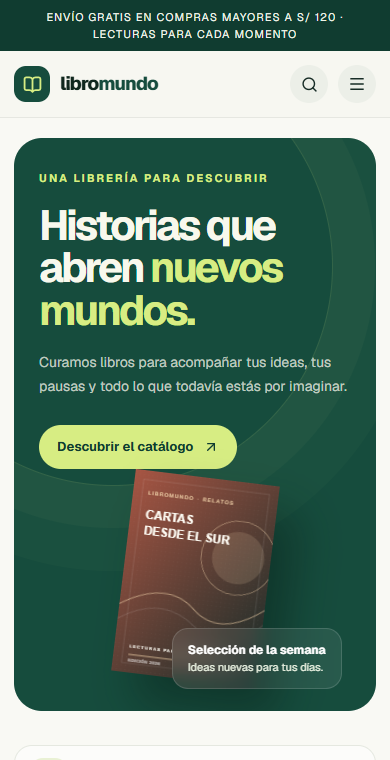 ENVÍO GRATIS EN COMPRAS MAYORES A S/ 120 ·
LECTURAS PARA CADA MOMENTO
libromundo
UNA LIBRERÍA PARA DESCUBRIR
Historias que
abren nuevos
mundos.
Curamos libros para acompañar tus ideas, tus
pausas y todo lo que todavía estás por imaginar.
Descubrir el catálogo
LIBROMUNDO · RELATOS
CARTAS
DESDE EL SUR
LECTURAS
Selección de la semana
Ideas nuevas para tus días.